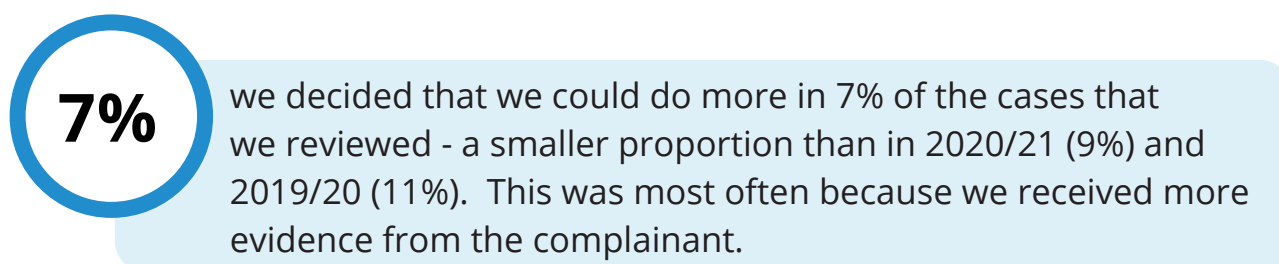 7%
we decided that we could do more in 7% of the cases that
we reviewed - a smaller proportion than in 2020/21 (9%) and
2019/20 (11%).  This was most often because we received more
evidence from the complainant.